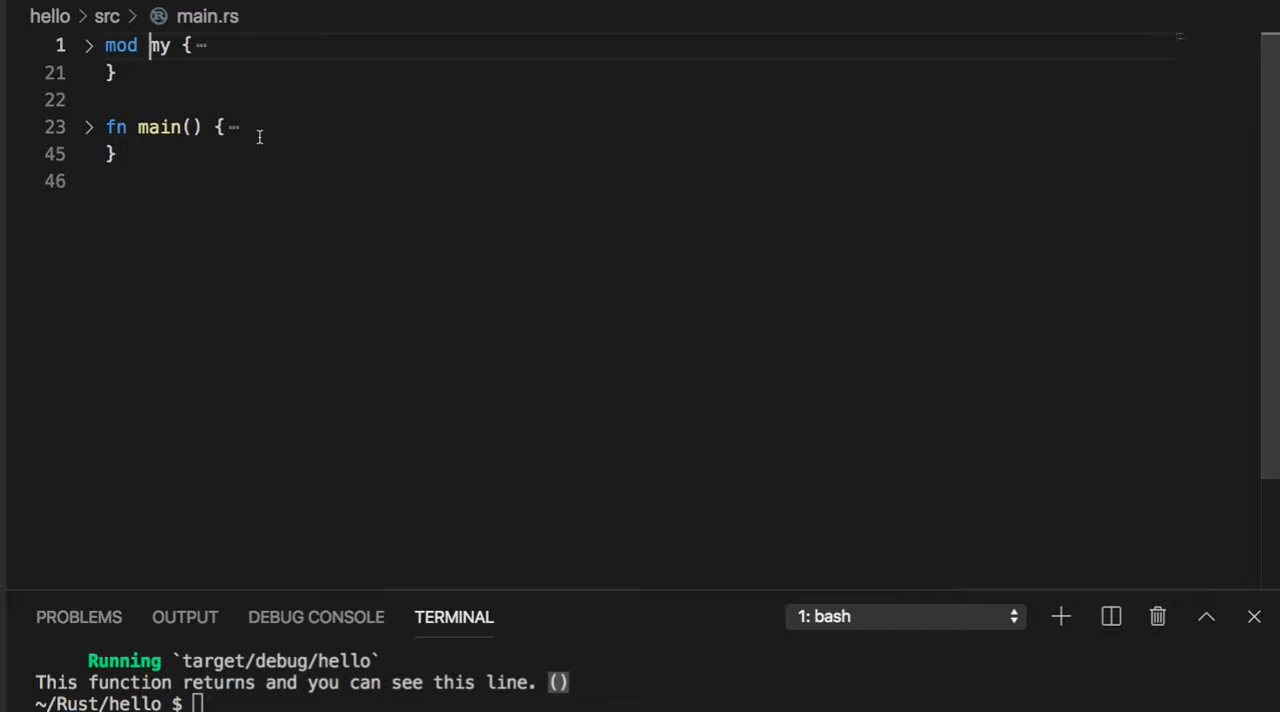 hello > src > main.rs
1 > mod my { ⋯
21 }
22
23 > fn main() { ⋯
45 }
46
PROBLEMS OUTPUT DEBUG CONSOLE TERMINAL 1: bash
Running `target/debug/hello`
This function returns and you can see this line. ()
~/Rust/hello $